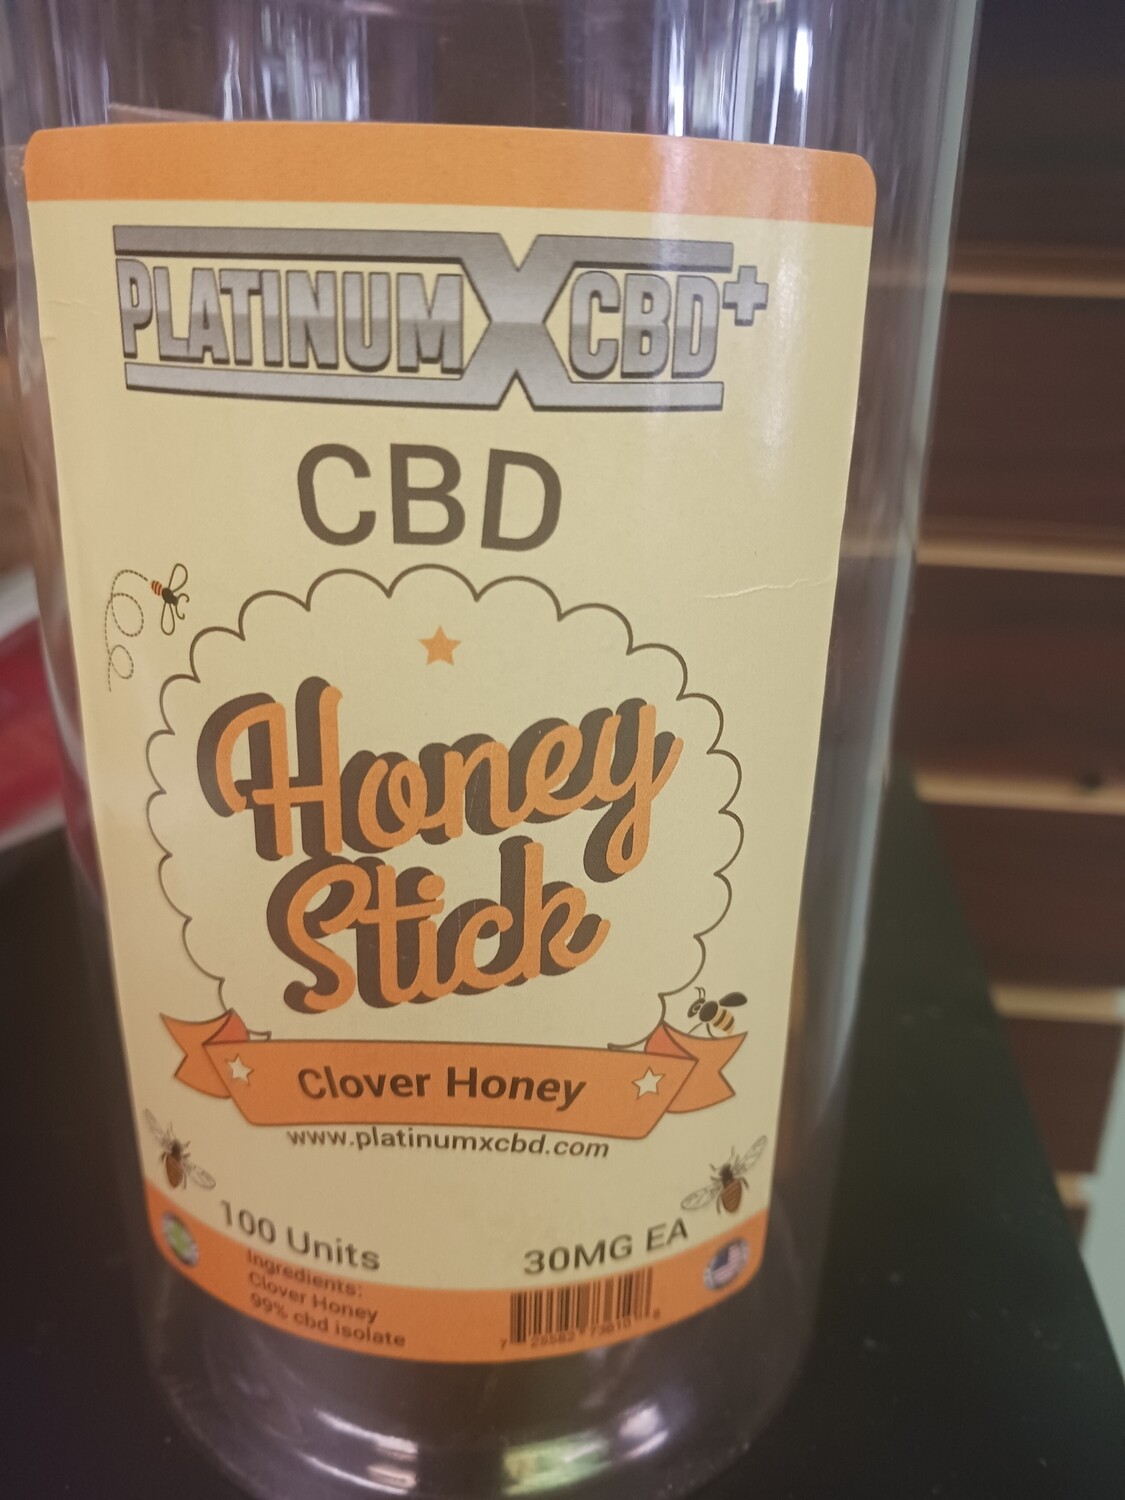 PLATINUM X CBD+
CBD
Honey
Stick
Clover Honey
www.platinumxcbd.com
100 Units
30MG EA
Ingredients:
Clover Honey
99% cbd isolate